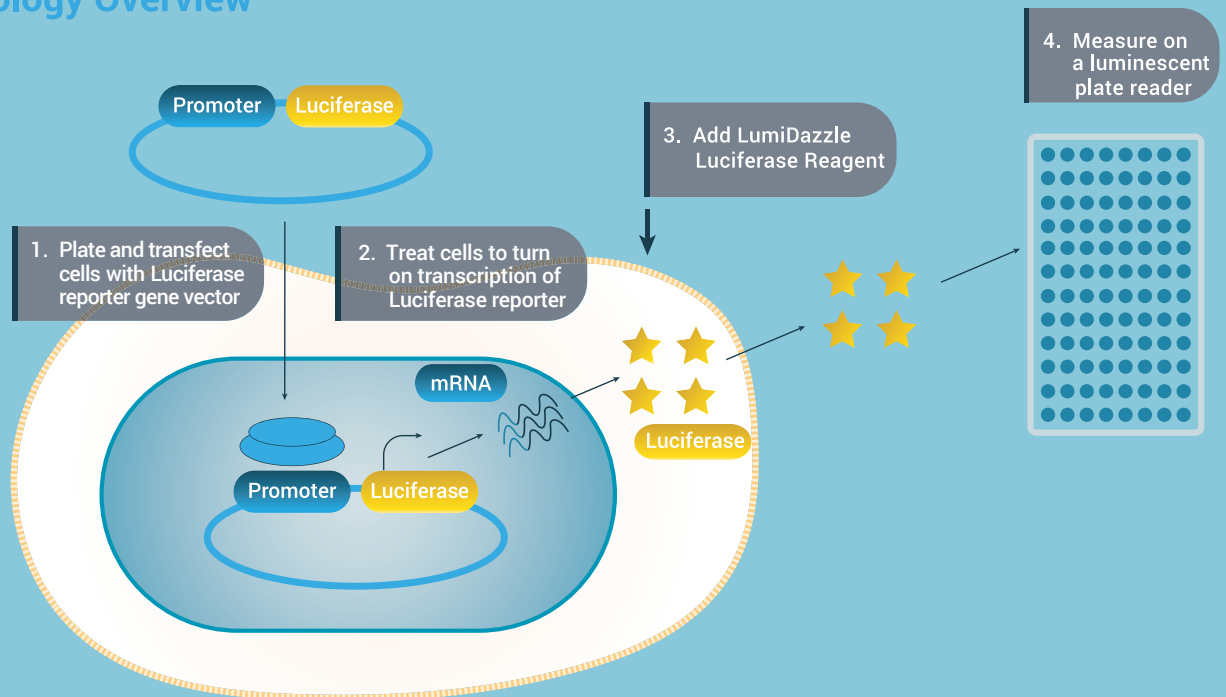 Overview
Promoter
Luciferase
1. Plate and transfect
cells with Luciferase
reporter gene vector
2. Treat cells to turn
on transcription of
Luciferase reporter
3. Add LumiDazzle
Luciferase Reagent
4. Measure on
a luminescent
plate reader
mRNA
Luciferase
Promoter
Luciferase